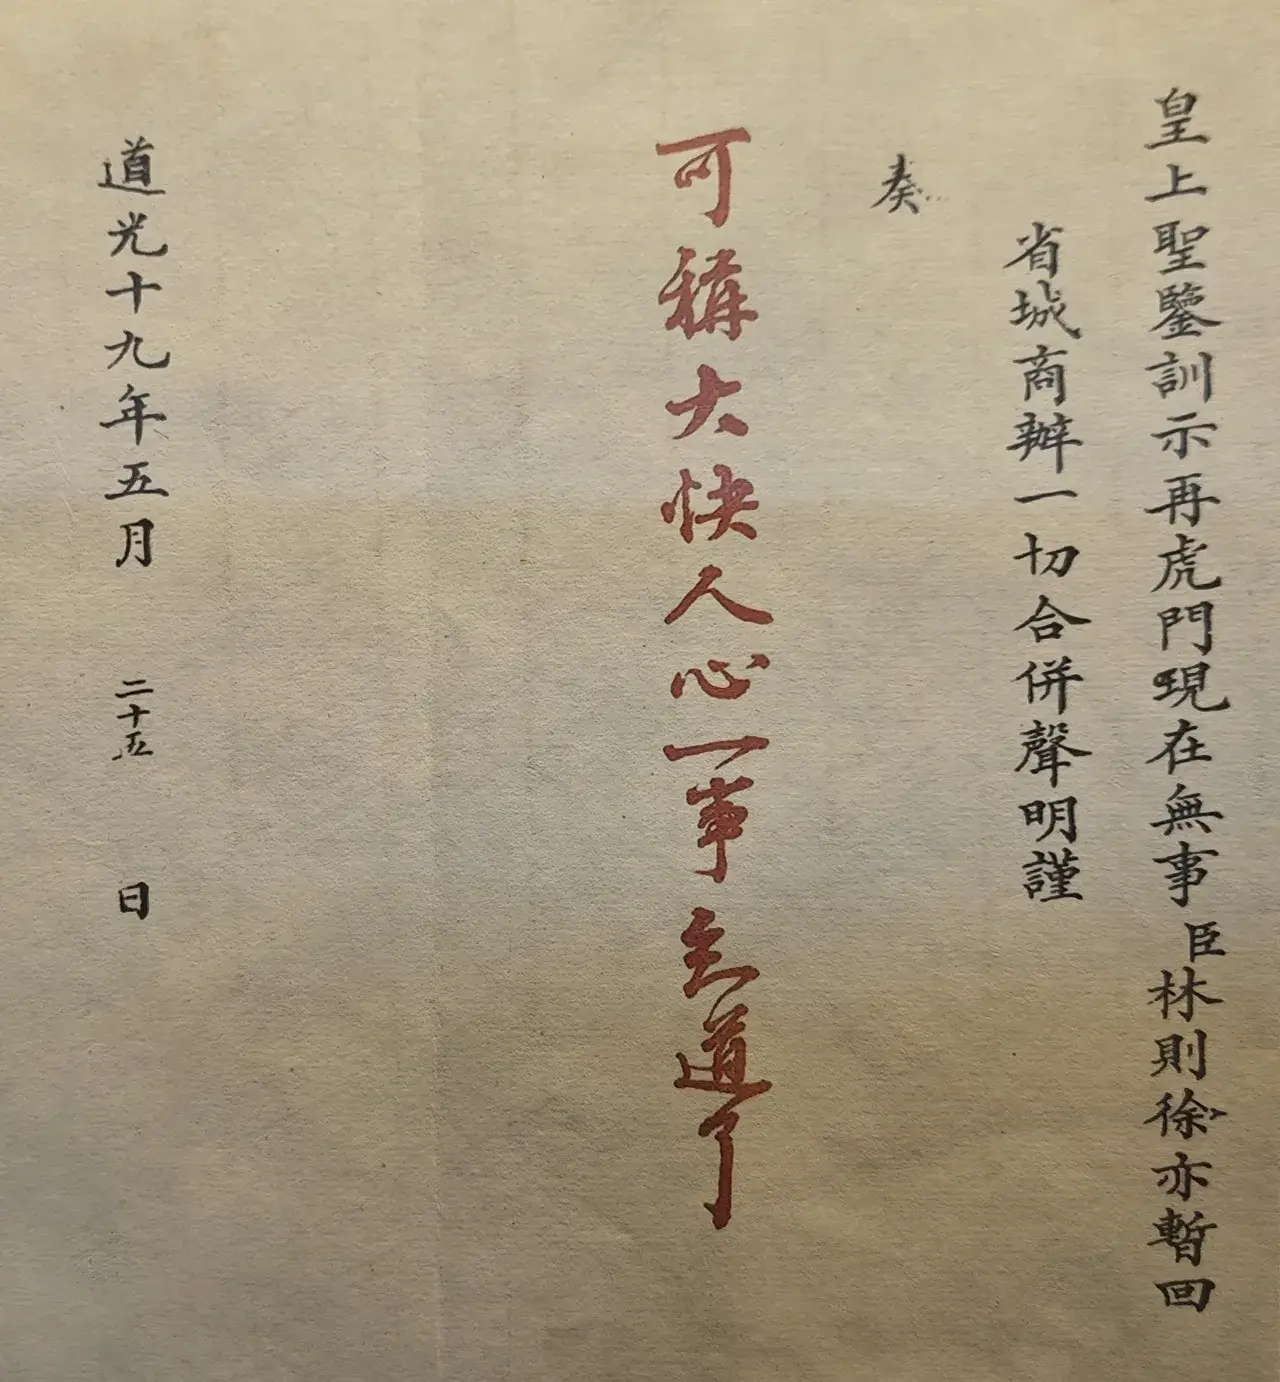 皇上聖鑒訓示再虎門現在無事臣林則徐亦暫回
省城商辦一切合併聲明謹
奏
可稱大快人心一事知道了
道光十九年五月二十五日